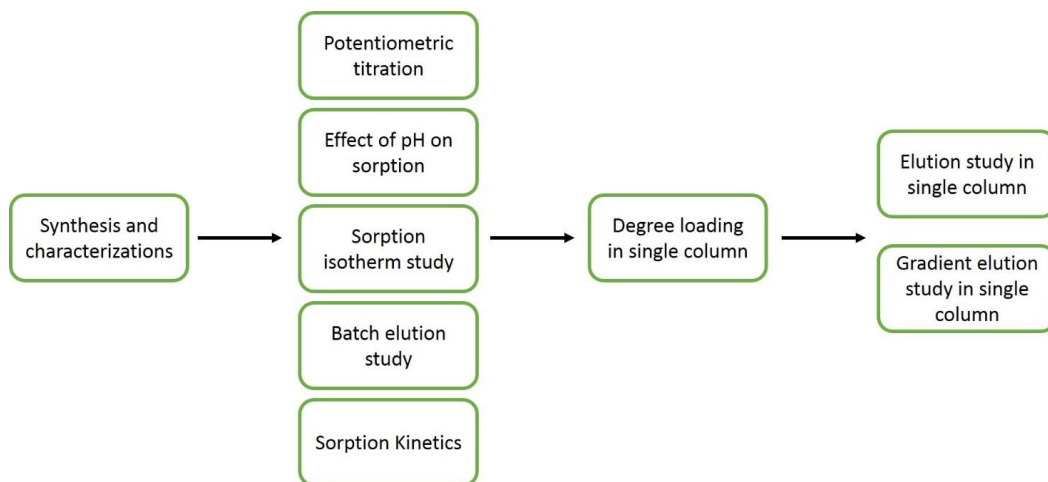 Synthesis and
characterizations
Potentiometric
titration
Effect of pH on
sorption
Sorption
isotherm study
Batch elution
study
Sorption Kinetics
Degree loading
in single column
Elution study in
single column
Gradient elution
study in single
column